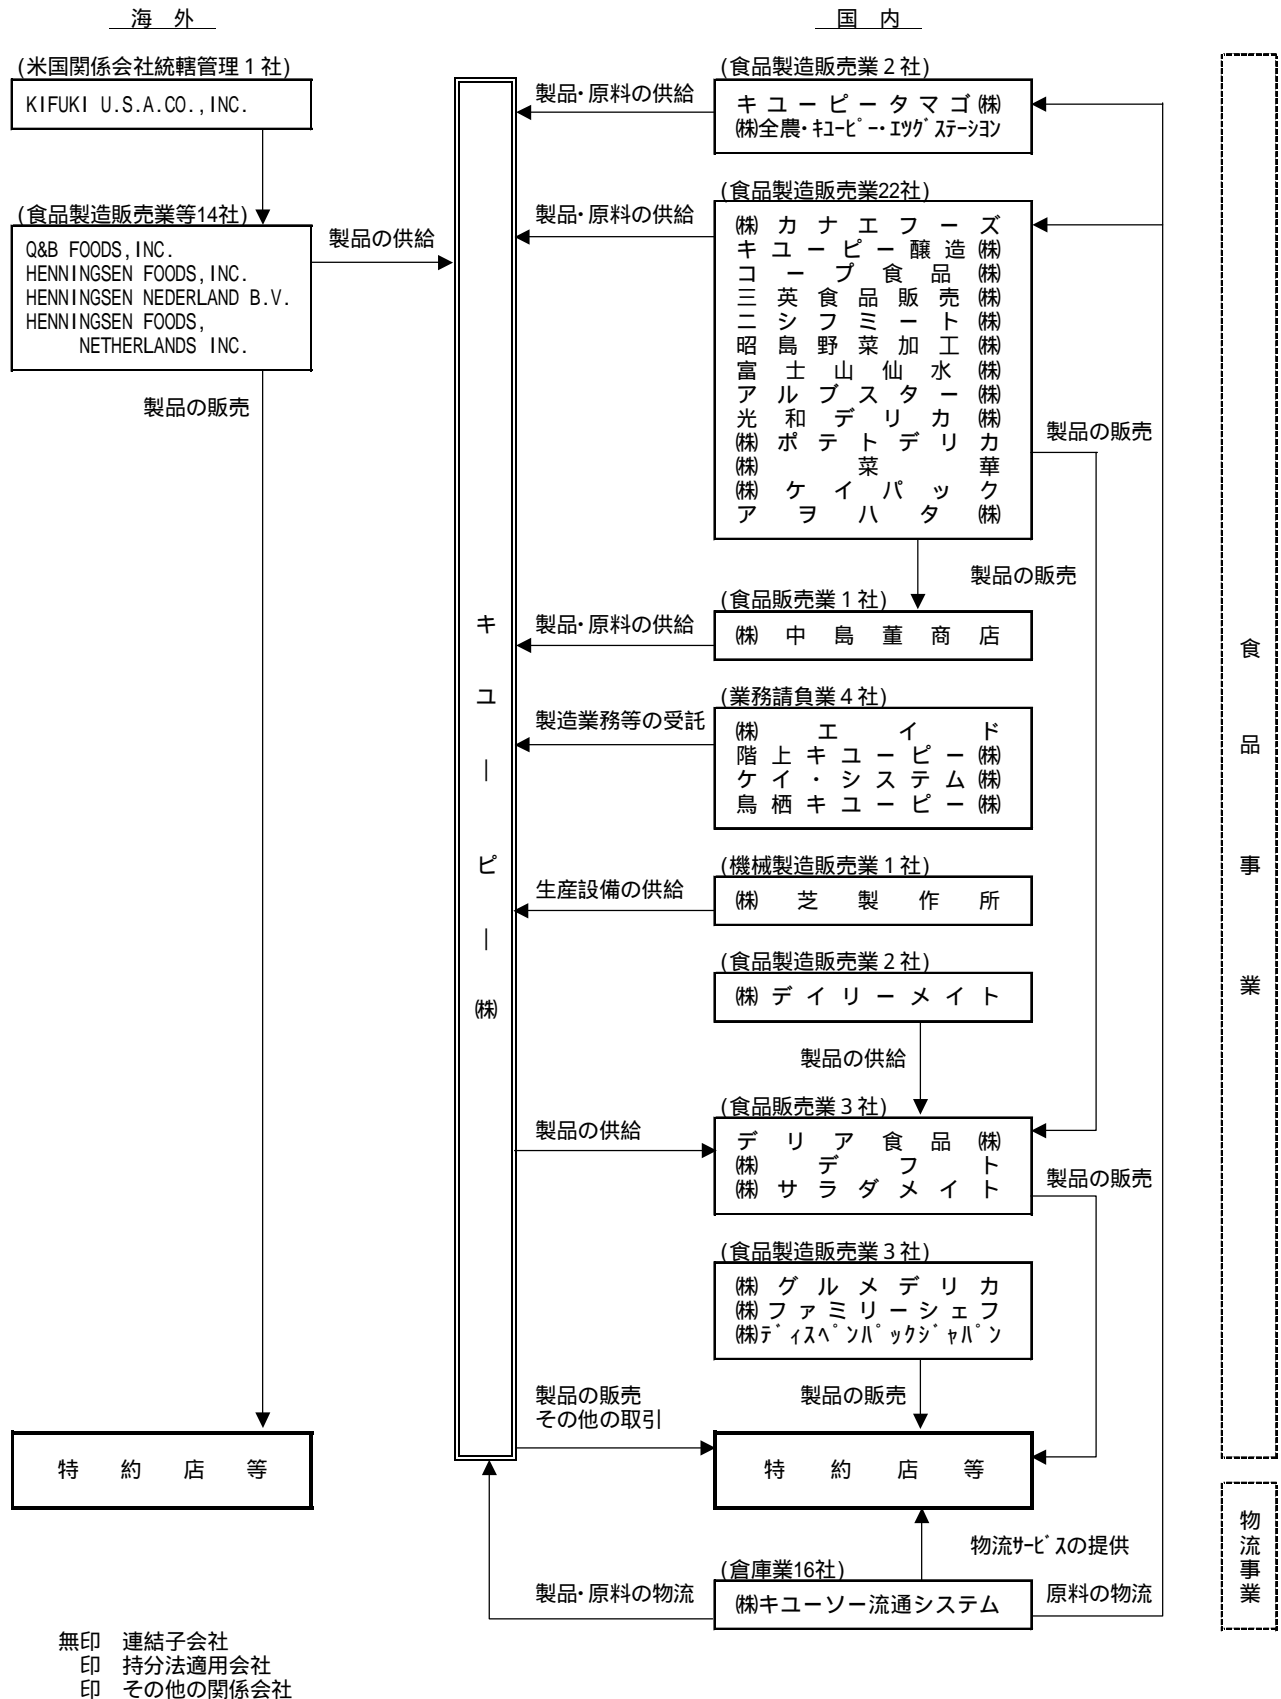 海 外
国 内
(米国関係会社統轄管理1社)
KIFUKI U.S.A.CO.,INC.
(食品製造販売業等14社)
Q&B FOODS,INC.
HENNINGSEN FOODS,INC.
HENNINGSEN NEDERLAND B.V.
HENNINGSEN FOODS,
NETHERLANDS INC.
製品の供給
製品の販売
特 約 店 等
キユーピー㈱
(食品製造販売業2社)
製品・原料の供給
キユーピータマゴ㈱
㈱全農・ｷﾕｰﾋﾟｰ・ｴﾂｸﾞｽﾃｰｼﾖﾝ
(食品製造販売業22社)
製品・原料の供給
㈱カナエフーズ
キユーピー醸造㈱
コープ食品㈱
三英食品販売㈱
ニシフミート㈱
昭島野菜加工㈱
富士山仙水㈱
アルブスター㈱
光和デリカ㈱
㈱ポテトデリカ
㈱菜華
㈱ケイパック
アヲハタ㈱
製品の販売
製品の販売
(食品販売業1社)
製品・原料の供給
㈱中島董商店
(業務請負業4社)
製造業務等の受託
㈱エイド
階上キユーピー㈱
ケイ・システム㈱
鳥栖キユーピー㈱
(機械製造販売業1社)
生産設備の供給
㈱芝製作所
(食品製造販売業2社)
㈱デイリーメイト
製品の供給
(食品販売業3社)
製品の供給
デリア食品㈱
㈱デフト
㈱サラダメイト
製品の販売
(食品製造販売業3社)
㈱グルメデリカ
㈱ファミリーシェフ
㈱ﾃﾞｨｽﾍﾟﾝﾊﾟｯｸｼﾞｬﾊﾟﾝ
製品の販売
その他の取引
製品の販売
特 約 店 等
物流ｻｰﾋﾞｽの提供
(倉庫業16社)
製品・原料の物流
㈱キユーソー流通システム
原料の物流
食品事業
物流事業
無印 連結子会社
印 持分法適用会社
印 その他の関係会社